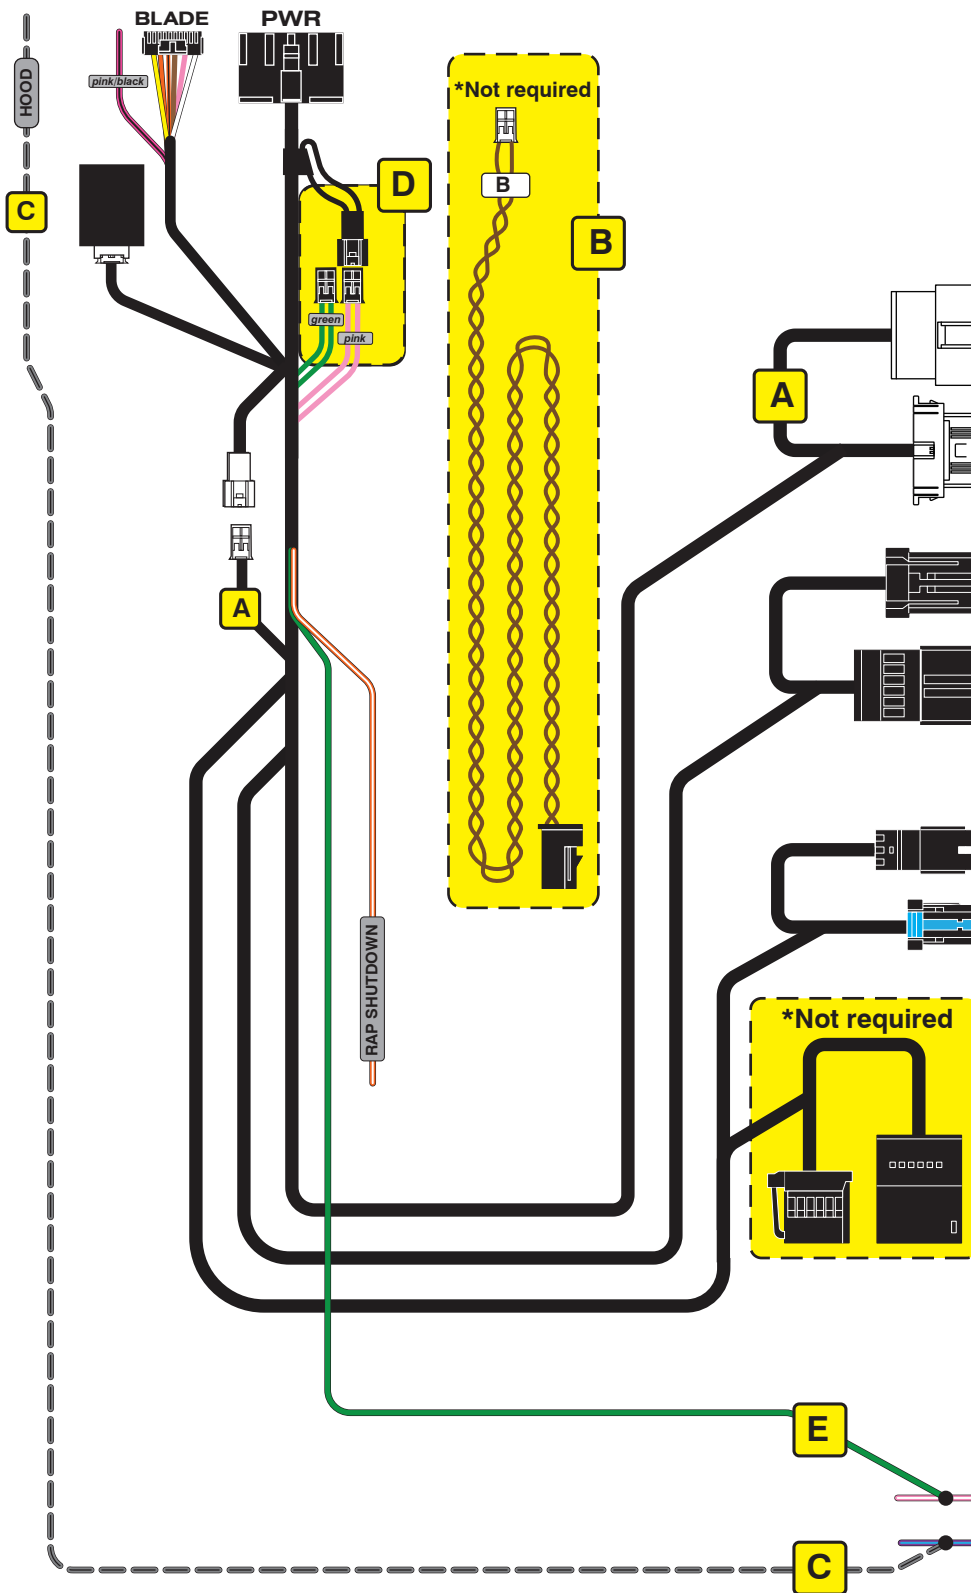 BLADE
PWR
HOOD
pink/black
*Not required
C
D
B
B
green
pink
A
A
RAP SHUTDOWN
*Not required
E
C